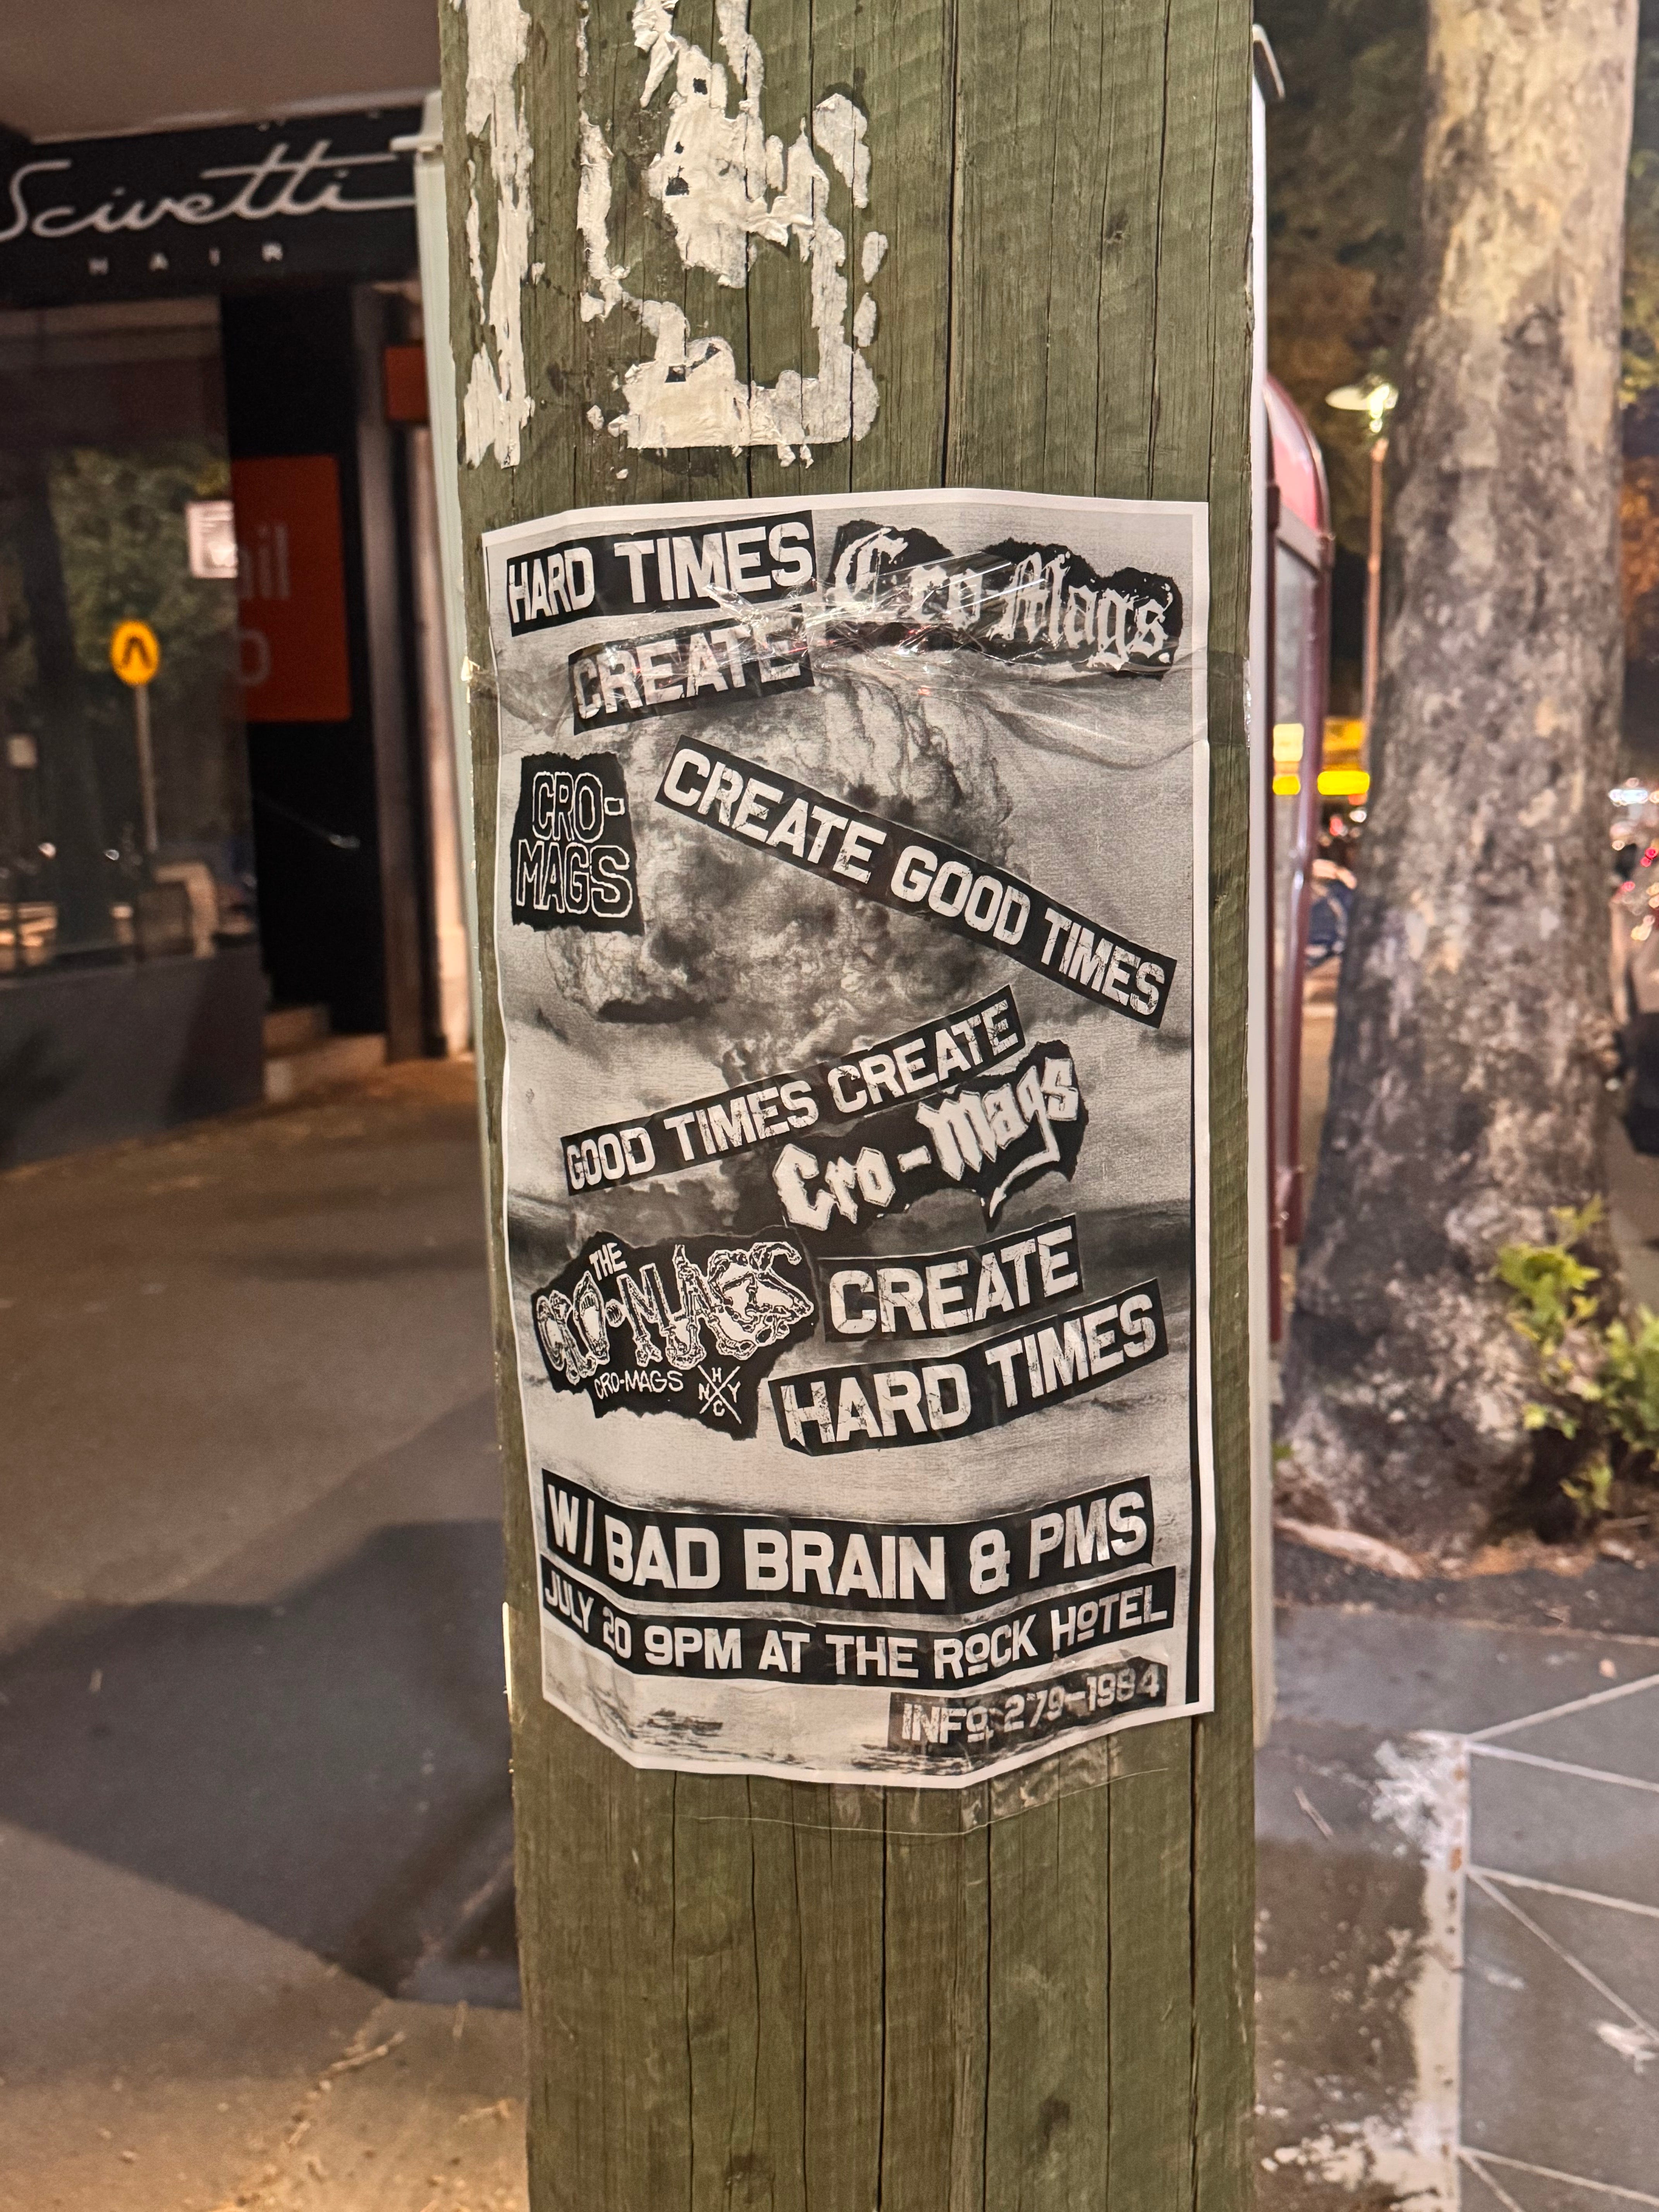 Scivetti
HAIR
HARD TIMES Cro-Mags.
CREATE
CRO-
MAGS
CREATE GOOD TIMES
GOOD TIMES CREATE
Cro-Mags
THE
CRO-MAGS
CRO-MAGS
H
N Y
C
CREATE
HARD TIMES
W/ BAD BRAIN & PMS
JULY 20 9PM AT THE ROCK HOTEL
INFO: 279-1984